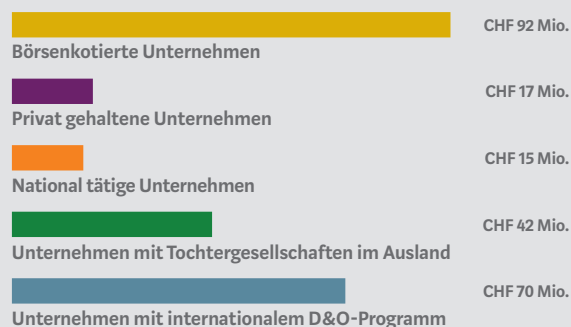 CHF 92 Mio.
Börsenkotierte Unternehmen
CHF 17 Mio.
Privat gehaltene Unternehmen
CHF 15 Mio.
National tätige Unternehmen
CHF 42 Mio.
Unternehmen mit Tochtergesellschaften im Ausland
CHF 70 Mio.
Unternehmen mit internationalem D&O-Programm